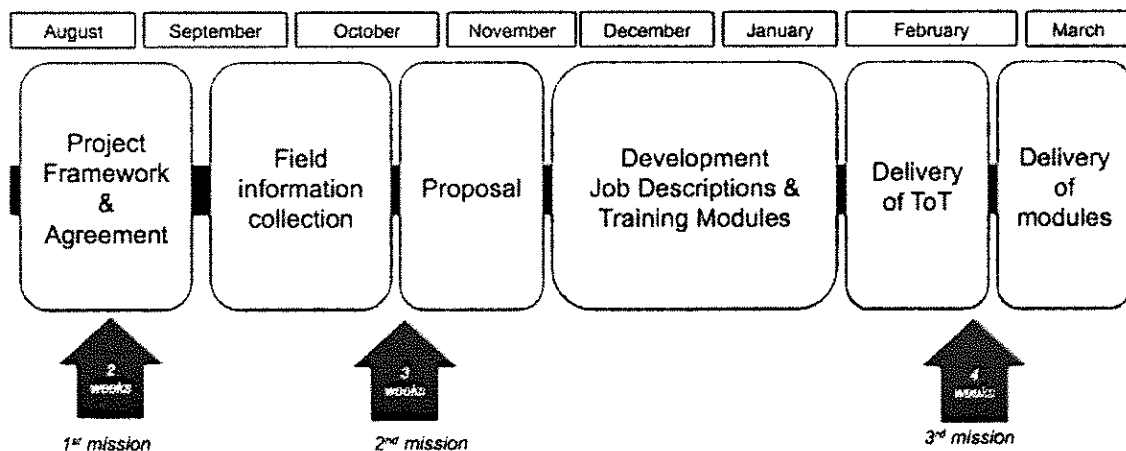 August September October November December January February March
Project
Framework
&
Agreement
Field
information
collection
Proposal
Development
Job Descriptions &
Training Modules
Delivery
of ToT
Delivery
of
modules
2
weeks
3
weeks
4
weeks
1st mission
2nd mission
3rd mission